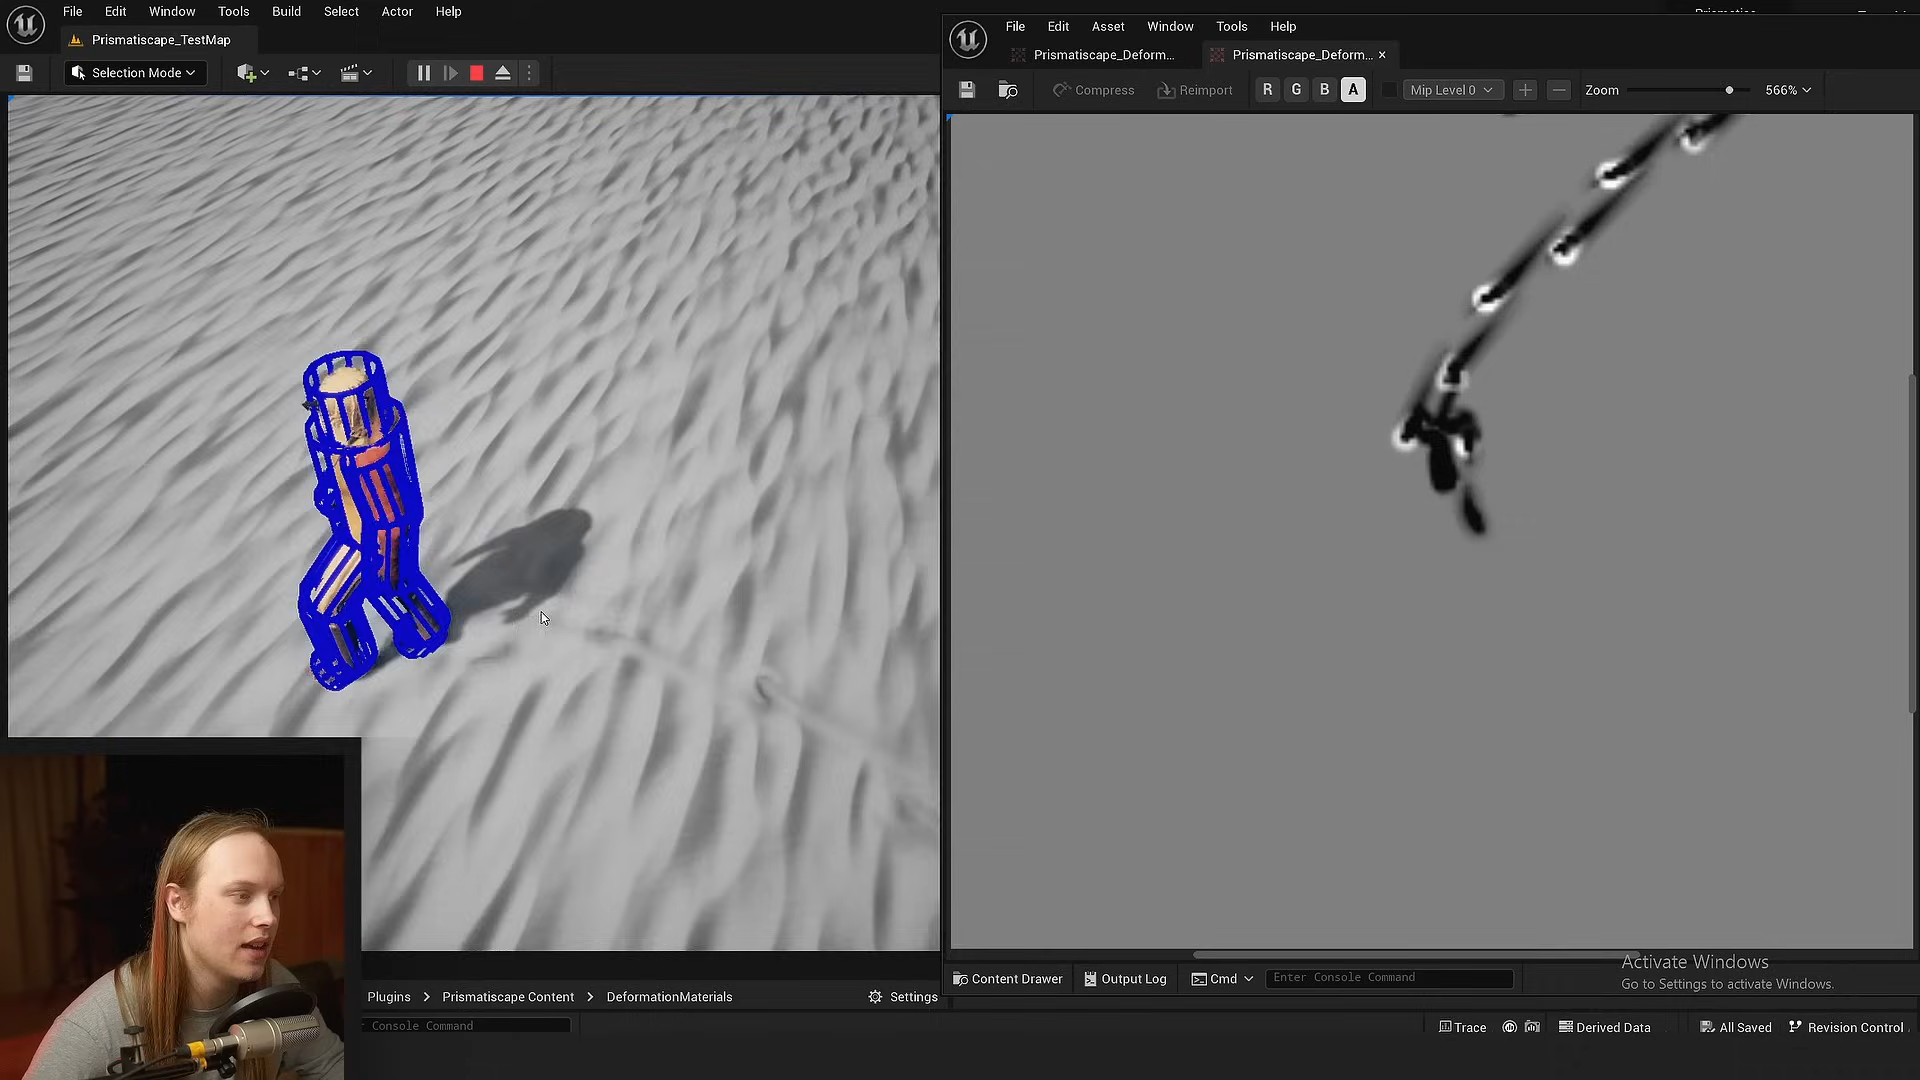 File Edit Window Tools Build Select Actor Help
Prismatiscape_TestMap
Selection Mode
File Edit Asset Window Tools Help
Prismatiscape_Deform...
Prismatiscape_Deform...
Compress
Reimport
R G B A
Mip Level 0
Zoom
566%
Content Drawer
Output Log
Cmd
Enter Console Command
Activate Windows
Go to Settings to activate Windows.
Plugins
Prismatiscape Content
DeformationMaterials
Settings
Console Command
Trace
Derived Data
All Saved
Revision Control